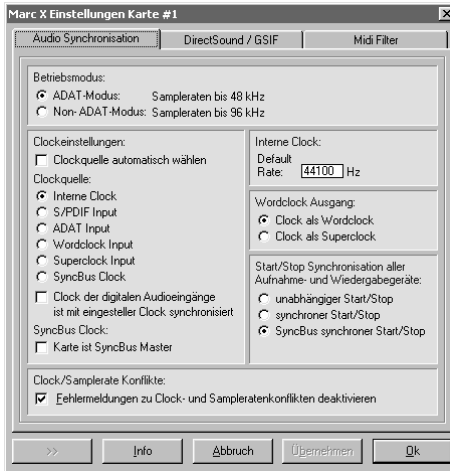 Marc X Einstellungen Karte #1
Audio Synchronisation
DirectSound / GSIF
Midi Filter
Betriebsmodus:
ADAT-Modus: Sampleraten bis 48 kHz
Non-ADAT-Modus: Sampleraten bis 96 kHz
Clockeinstellungen:
Clockquelle automatisch wählen
Clockquelle:
Interne Clock
S/PDIF Input
ADAT Input
Wordclock Input
Superclock Input
SyncBus Clock
Clock der digitalen Audioeingänge
ist mit eingesteller Clock synchronisiert
SyncBus Clock:
Karte ist SyncBus Master
Interne Clock:
Default
Rate: 44100 Hz
Wordclock Ausgang:
Clock als Wordclock
Clock als Superclock
Start/Stop Synchronisation aller
Aufnahme- und Wiedergabegeräte:
unabhängiger Start/Stop
synchroner Start/Stop
SyncBus synchroner Start/Stop
Clock/Samplerate Konflikte:
Fehlermeldungen zu Clock- und Sampleratenkonflikten deaktivieren
>>
Info
Abbruch
Übernehmen
Ok